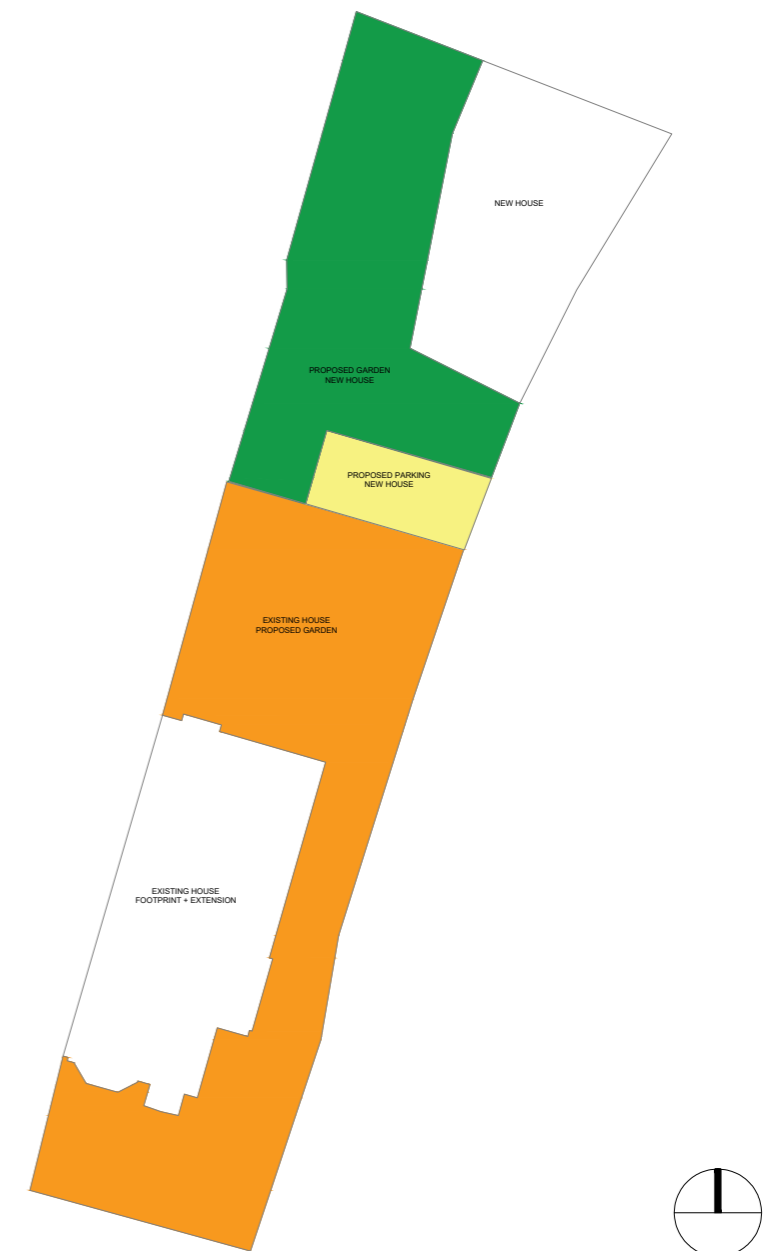 NEW HOUSE
PROPOSED GARDEN
NEW HOUSE
PROPOSED PARKING
NEW HOUSE
EXISTING HOUSE
PROPOSED GARDEN
EXISTING HOUSE
FOOTPRINT + EXTENSION